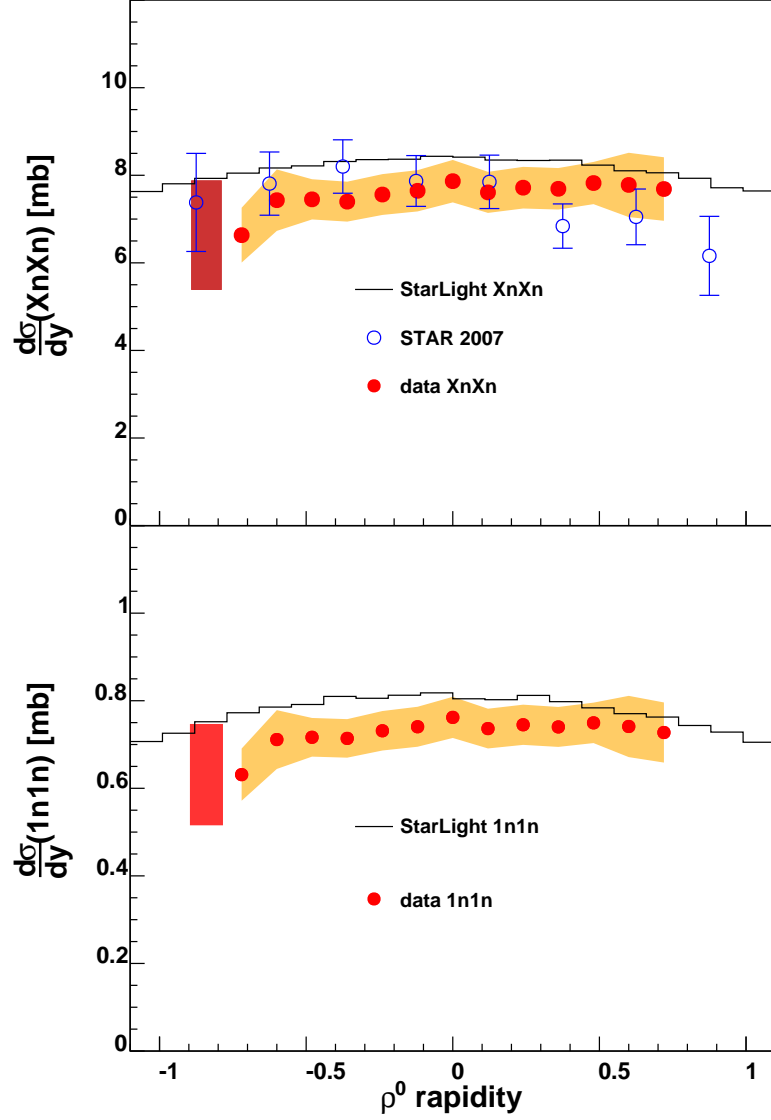 dσ/dy(XnXn) [mb]
10
8
6
4
2
0
StarLight XnXn
STAR 2007
data XnXn
dσ/dy(1n1n) [mb]
1
0.8
0.6
0.4
0.2
0
StarLight 1n1n
data 1n1n
-1 -0.5 0 0.5 1
ρ⁰ rapidity